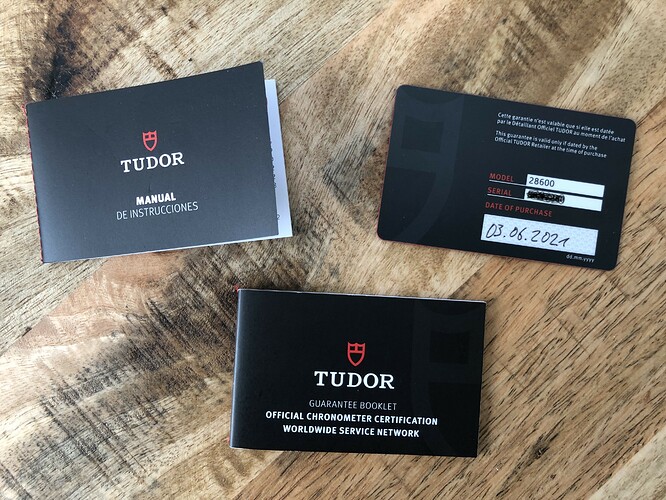 TUDOR
MANUAL
DE INSTRUCCIONES
Cette garantie n'est valable que si elle est datée
par le Détaillant Officiel TUDOR au moment de l'achat
This guarantee is valid only if dated by the
Official TUDOR Retailer at the time of purchase
MODEL 28600
SERIAL
DATE OF PURCHASE
03.06.2021
dd.mm.yyyy
TUDOR
GUARANTEE BOOKLET
OFFICIAL CHRONOMETER CERTIFICATION
WORLDWIDE SERVICE NETWORK